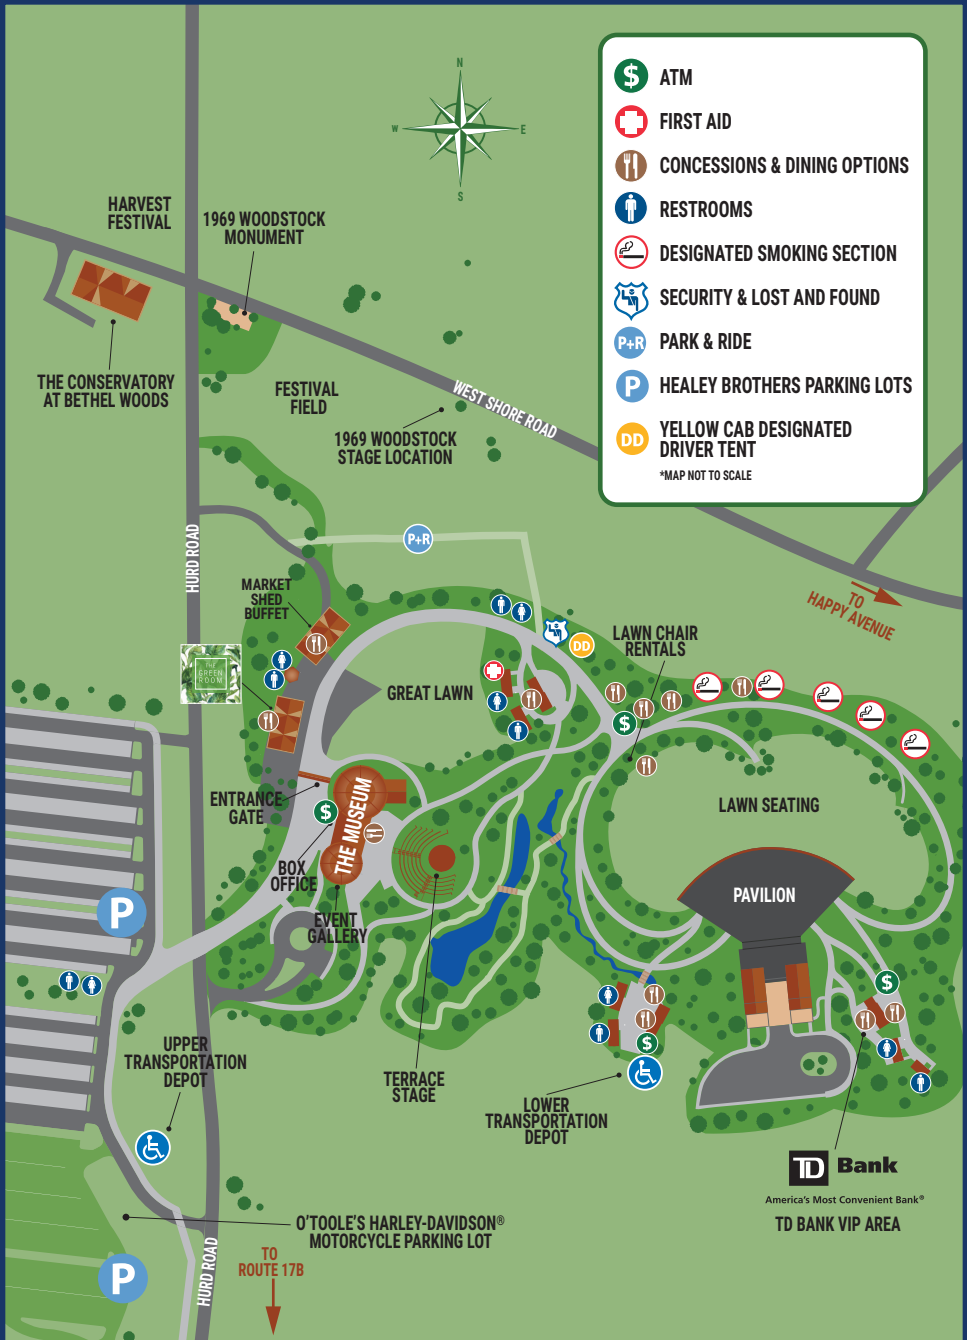 N
W
E
S
$ ATM
FIRST AID
CONCESSIONS & DINING OPTIONS
RESTROOMS
DESIGNATED SMOKING SECTION
SECURITY & LOST AND FOUND
P+R PARK & RIDE
P HEALEY BROTHERS PARKING LOTS
DD YELLOW CAB DESIGNATED
DRIVER TENT
*MAP NOT TO SCALE
HARVEST
FESTIVAL
1969 WOODSTOCK
MONUMENT
THE CONSERVATORY
AT BETHEL WOODS
FESTIVAL
FIELD
WEST SHORE ROAD
1969 WOODSTOCK
STAGE LOCATION
HURD ROAD
P+R
TO
HAPPY AVENUE
MARKET
SHED
BUFFET
THE
GREEN
ROOM
GREAT LAWN
DD
LAWN CHAIR
RENTALS
$
LAWN SEATING
ENTRANCE
GATE
$
THE MUSEUM
BOX
OFFICE
EVENT
GALLERY
PAVILION
P
$
$
UPPER
TRANSPORTATION
DEPOT
TERRACE
STAGE
LOWER
TRANSPORTATION
DEPOT
TD Bank
America's Most Convenient Bank®
TD BANK VIP AREA
O'TOOLE'S HARLEY-DAVIDSON®
MOTORCYCLE PARKING LOT
P
HURD ROAD
TO
ROUTE 17B